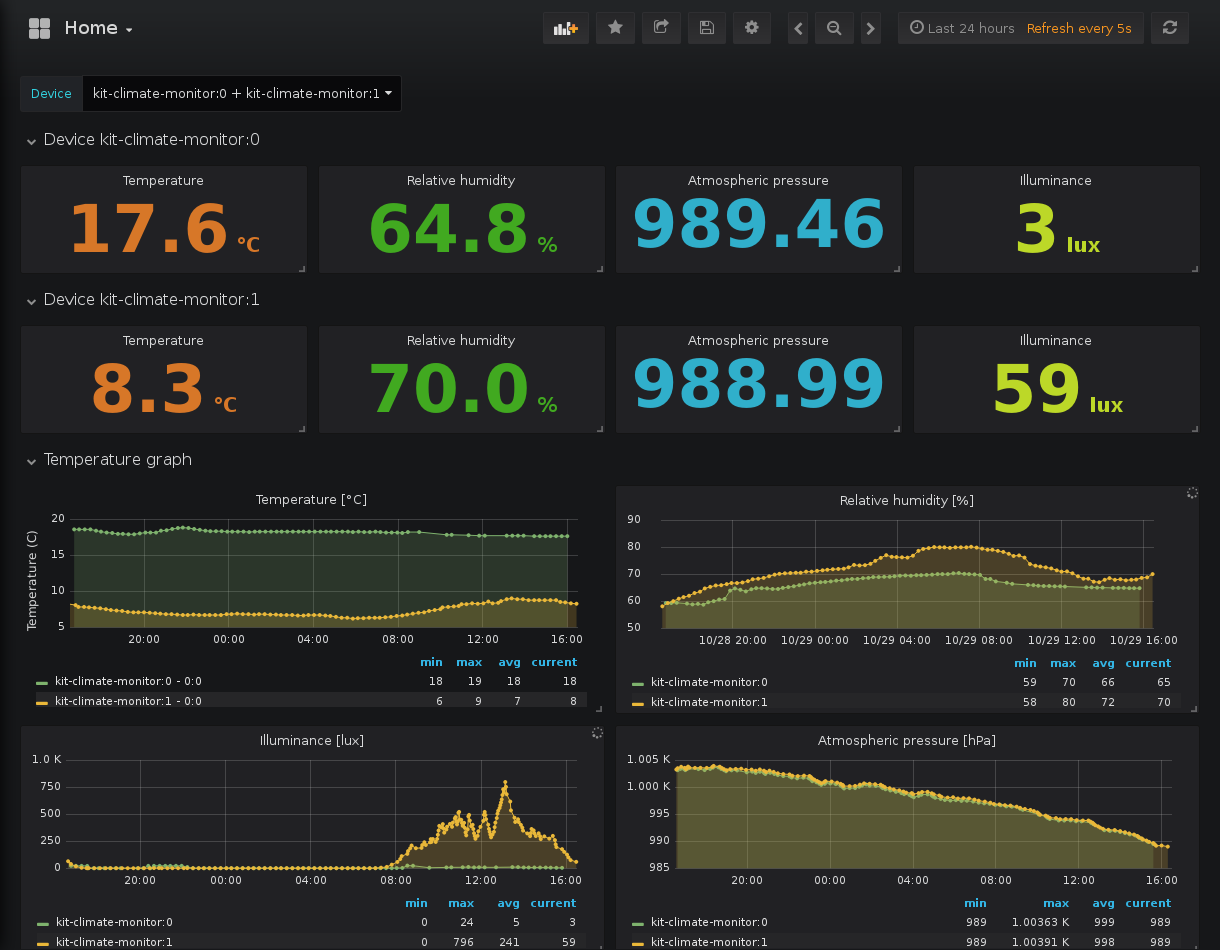 Home
Last 24 hours Refresh every 5s
Device kit-climate-monitor:0 + kit-climate-monitor:1
Device kit-climate-monitor:0
Temperature Relative humidity Atmospheric pressure Illuminance
17.6 °C 64.8 % 989.46 3 lux
Device kit-climate-monitor:1
Temperature Relative humidity Atmospheric pressure Illuminance
8.3 °C 70.0 % 988.99 59 lux
Temperature graph
Temperature [°C]
Temperature (C)
20
15
10
5
20:00 00:00 04:00 08:00 12:00 16:00
min max avg current
kit-climate-monitor:0 - 0:0 18 19 18 18
kit-climate-monitor:1 - 0:0 6 9 7 8
Relative humidity [%]
90
80
70
60
50
10/28 20:00 10/29 00:00 10/29 04:00 10/29 08:00 10/29 12:00 10/29 16:00
min max avg current
kit-climate-monitor:0 59 70 66 65
kit-climate-monitor:1 58 80 72 70
Illuminance [lux]
1.0 K
750
500
250
0
20:00 00:00 04:00 08:00 12:00 16:00
min max avg current
kit-climate-monitor:0 0 24 5 3
kit-climate-monitor:1 0 796 241 59
Atmospheric pressure [hPa]
1.005 K
1.000 K
995
990
985
20:00 00:00 04:00 08:00 12:00 16:00
min max avg current
kit-climate-monitor:0 989 1.00363 K 999 989
kit-climate-monitor:1 989 1.00391 K 998 989